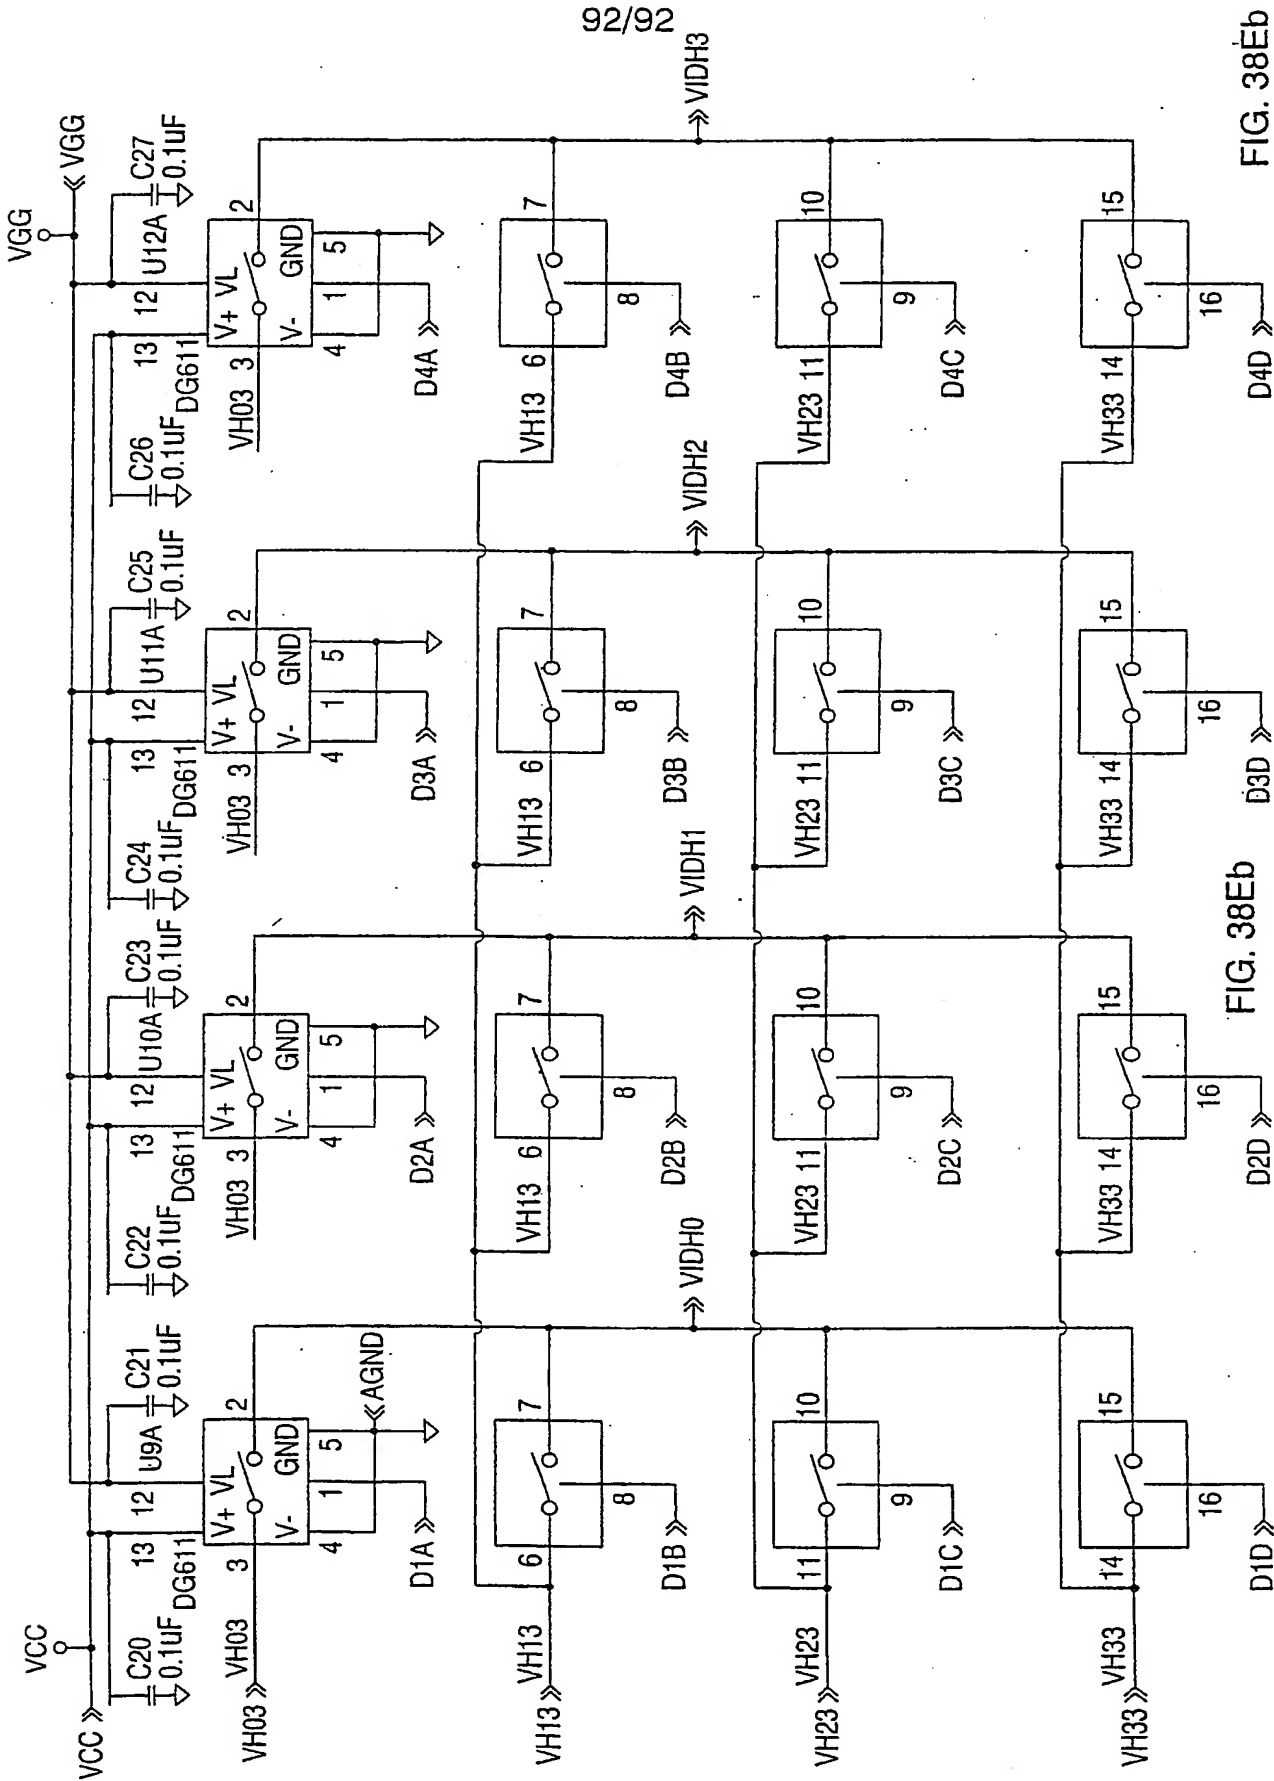 92/92
VCC
VCC
C20
0.1uF
13
DG611
12
U9A
C21
0.1uF
V+
VL
V-
GND
VH03
VH03
3
2
4
1
5
D1A
AGND
C22
0.1uF
13
DG611
12
U10A
C23
0.1uF
V+
VL
V-
GND
VH03
3
2
4
1
5
D2A
C24
0.1uF
13
DG611
12
U11A
C25
0.1uF
V+
VL
V-
GND
VH03
3
2
4
1
5
D3A
C26
0.1uF
13
DG611
12
U12A
C27
0.1uF
VGG
VGG
V+
VL
V-
GND
VH03
3
2
4
1
5
D4A
VH13
VH13
6
7
8
D1B
VIDH0
VH13
6
7
8
D2B
VIDH1
VH13
6
7
8
D3B
VIDH2
VH13
6
7
8
D4B
VIDH3
VH23
VH23
11
10
9
D1C
VH23
11
10
9
D2C
VH23
11
10
9
D3C
VH23
11
10
9
D4C
VH33
VH33
14
15
16
D1D
VH33
14
15
16
D2D
VH33
14
15
16
D3D
VH33
14
15
16
D4D
FIG. 38Eb
FIG. 38Eb